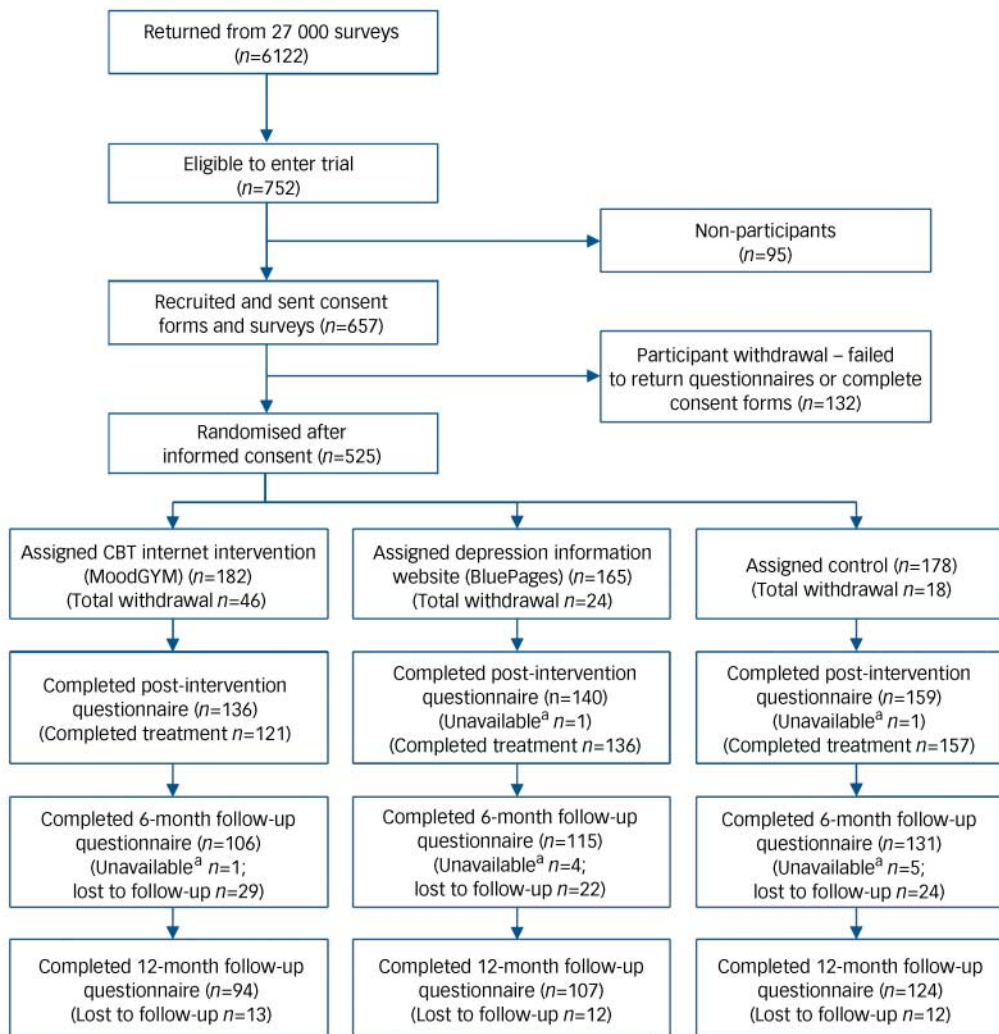 Returned from 27 000 surveys
(n=6122)
Eligible to enter trial
(n=752)
Non-participants
(n=95)
Recruited and sent consent
forms and surveys (n=657)
Participant withdrawal – failed
to return questionnaires or complete
consent forms (n=132)
Randomised after
informed consent (n=525)
Assigned CBT internet intervention
(MoodGYM) (n=182)
(Total withdrawal n=46)
Assigned depression information
website (BluePages) (n=165)
(Total withdrawal n=24)
Assigned control (n=178)
(Total withdrawal n=18)
Completed post-intervention
questionnaire (n=136)
(Completed treatment n=121)
Completed post-intervention
questionnaire (n=140)
(Unavailableᵃ n=1)
(Completed treatment n=136)
Completed post-intervention
questionnaire (n=159)
(Unavailableᵃ n=1)
(Completed treatment n=157)
Completed 6-month follow-up
questionnaire (n=106)
(Unavailableᵃ n=1;
lost to follow-up n=29)
Completed 6-month follow-up
questionnaire (n=115)
(Unavailableᵃ n=4;
lost to follow-up n=22)
Completed 6-month follow-up
questionnaire (n=131)
(Unavailableᵃ n=5;
lost to follow-up n=24)
Completed 12-month follow-up
questionnaire (n=94)
(Lost to follow-up n=13)
Completed 12-month follow-up
questionnaire (n=107)
(Lost to follow-up n=12)
Completed 12-month follow-up
questionnaire (n=124)
(Lost to follow-up n=12)